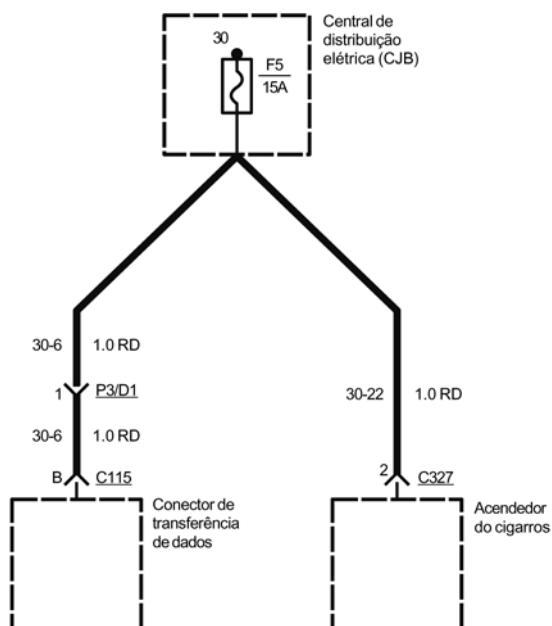 Central de
distribuição
elétrica (CJB)
30
F5
15A
30-6 1.0 RD
1 P3/D1
30-22 1.0 RD
30-6 1.0 RD
B C115
2 C327
Conector de
transferência
de dados
Acendedor
do cigarros